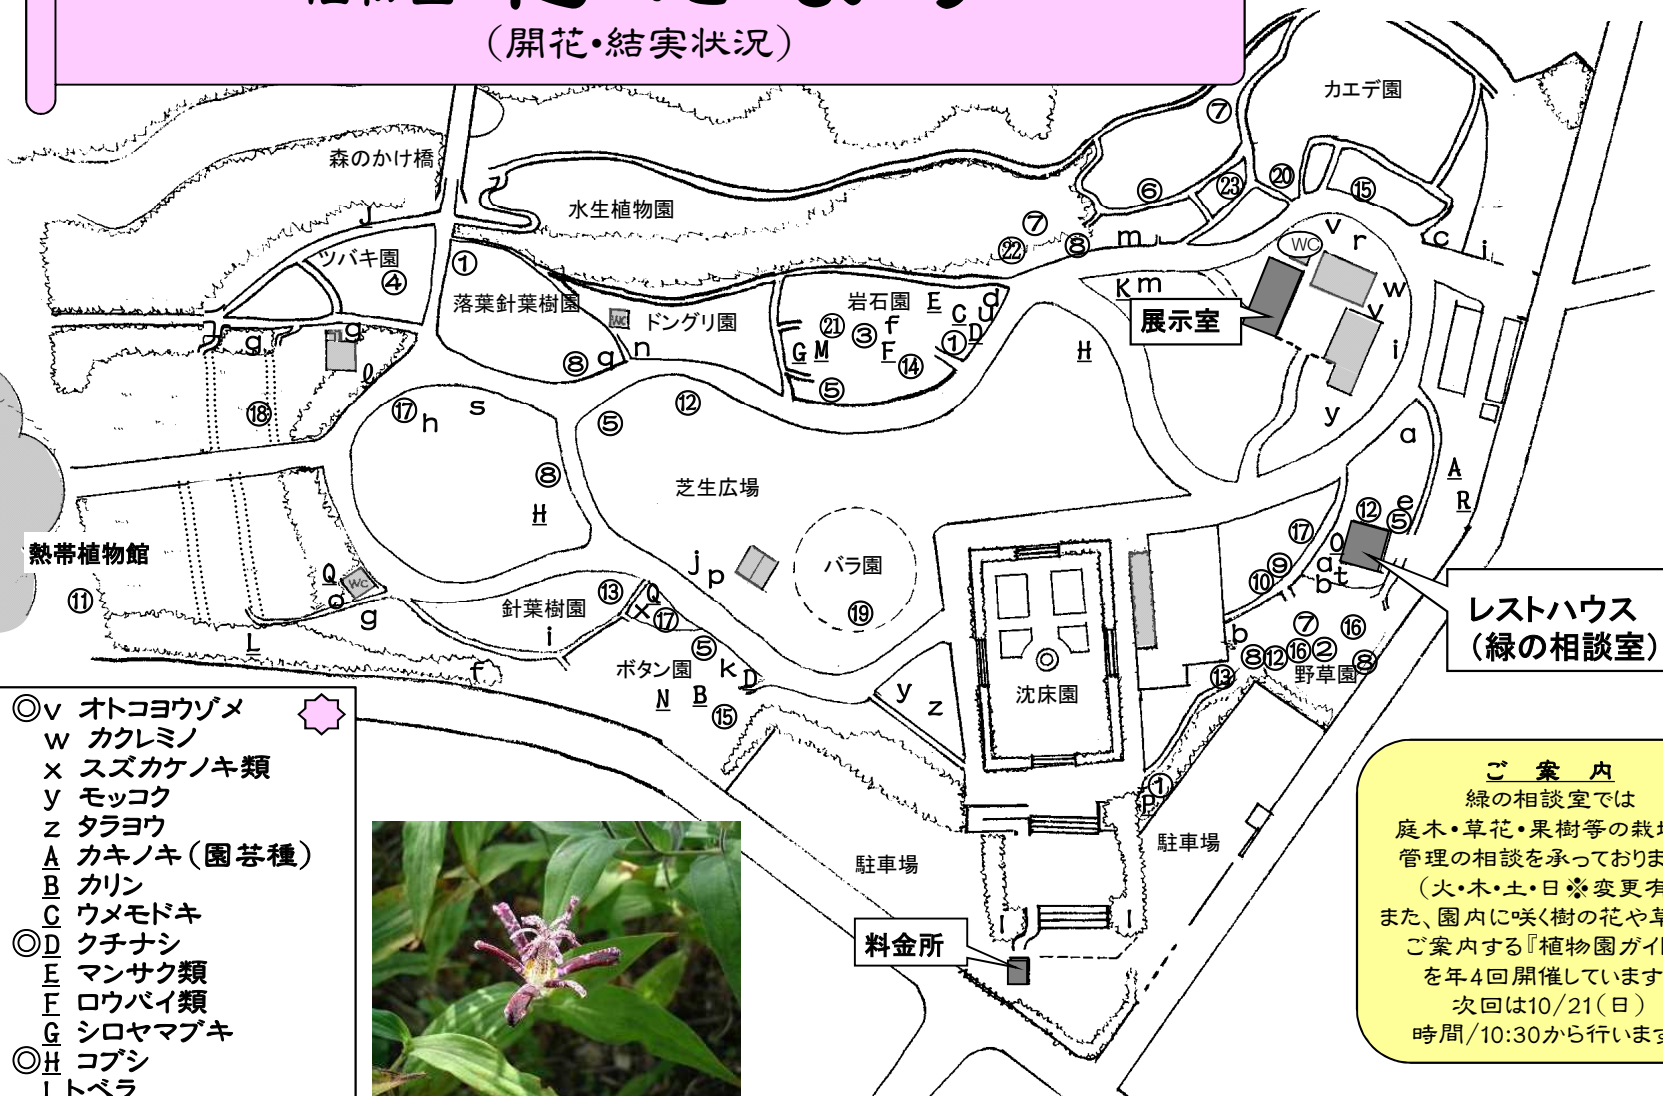 (開花・結実状況)
カエデ園
森のかけ橋
水生植物園
ツバキ園
落葉針葉樹園
ドングリ園
岩石園
展示室
芝生広場
熱帯植物館
バラ園
針葉樹園
ボタン園
沈床園
野草園
レストハウス
(緑の相談室)
駐車場
駐車場
料金所
WC
WC
WC
◎v オトコヨウゾメ
w カクレミノ
x スズカケノキ類
y モッコク
z タラヨウ
A カキノキ(園芸種)
B カリン
C ウメモドキ
◎D クチナシ
E マンサク類
F ロウバイ類
G シロヤマブキ
◎H コブシ
I トベラ
ご 案 内
緑の相談室では
庭木・草花・果樹等の栽
管理の相談を承っておりま
(火・木・土・日※変更有
また、園内に咲く樹の花や草
ご案内する『植物園ガイ
を年4回開催しています
次回は10/21(日)
時間/10:30から行います